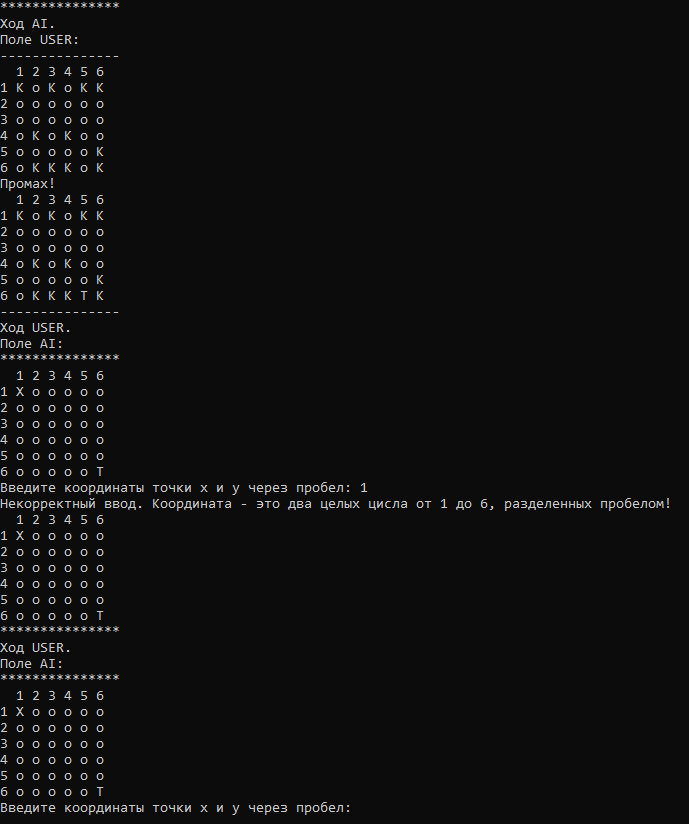 ***************
Ход AI.
Поле USER:
---------------
  1 2 3 4 5 6
1 K o K o K K
2 o o o o o o
3 o o o o o o
4 o K o K o o
5 o o o o o K
6 o K K K o K
Промах!
  1 2 3 4 5 6
1 K o K o K K
2 o o o o o o
3 o o o o o o
4 o K o K o o
5 o o o o o K
6 o K K K T K
---------------
Ход USER.
Поле AI:
***************
  1 2 3 4 5 6
1 X o o o o o
2 o o o o o o
3 o o o o o o
4 o o o o o o
5 o o o o o o
6 o o o o o T
Введите координаты точки x и y через пробел: 1
Некорректный ввод. Координата - это два целых цисла от 1 до 6, разделенных пробелом!
  1 2 3 4 5 6
1 X o o o o o
2 o o o o o o
3 o o o o o o
4 o o o o o o
5 o o o o o o
6 o o o o o T
***************
Ход USER.
Поле AI:
***************
  1 2 3 4 5 6
1 X o o o o o
2 o o o o o o
3 o o o o o o
4 o o o o o o
5 o o o o o o
6 o o o o o T
Введите координаты точки x и y через пробел: